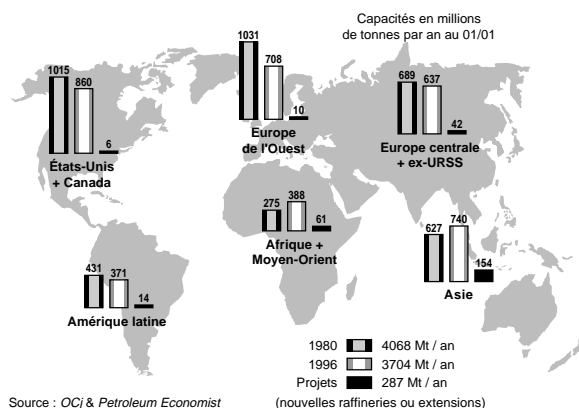 Capacités en millions
de tonnes par an au 01/01
1015
860
6
États-Unis
+ Canada
1031
708
10
Europe
de l'Ouest
689
637
42
Europe centrale
+ ex-URSS
275
388
61
Afrique +
Moyen-Orient
627
740
154
Asie
431
371
14
Amérique latine
1980 4068 Mt / an
1996 3704 Mt / an
Projets 287 Mt / an
(nouvelles raffineries ou extensions)
Source : OGj & Petroleum Economist